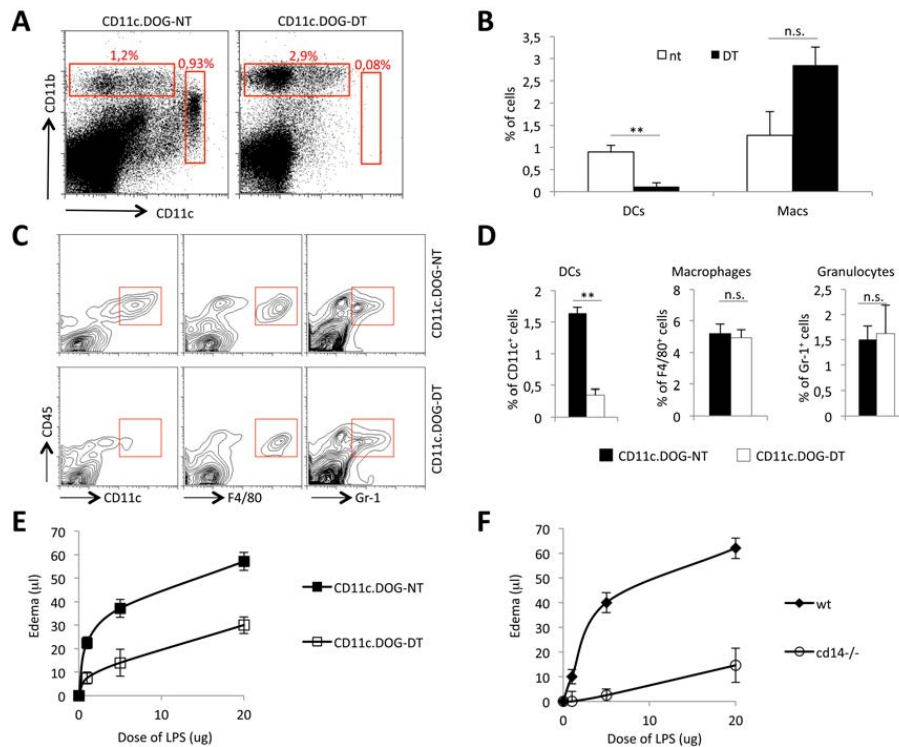 A
CD11c.DOG-NT
CD11c.DOG-DT
1,2%
0,93%
2,9%
0,08%
CD11b
CD11c
B
n.s.
nt
DT
**
% of cells
3,5
3
2,5
2
1,5
1
0,5
0
DCs
Macs
C
CD11c.DOG-NT
CD11c.DOG-DT
CD45
CD11c
F4/80
Gr-1
D
DCs
Macrophages
Granulocytes
**
n.s.
n.s.
% of CD11c+ cells
2
1,5
1
0,5
0
% of F4/80+ cells
8
6
4
2
0
% of Gr-1+ cells
2,5
2
1,5
1
0,5
0
CD11c.DOG-NT
CD11c.DOG-DT
E
Edema (µl)
70
60
50
40
30
20
10
0
0
10
20
Dose of LPS (ug)
CD11c.DOG-NT
CD11c.DOG-DT
F
Edema (µl)
70
60
50
40
30
20
10
0
0
10
20
Dose of LPS (ug)
wt
cd14-/-